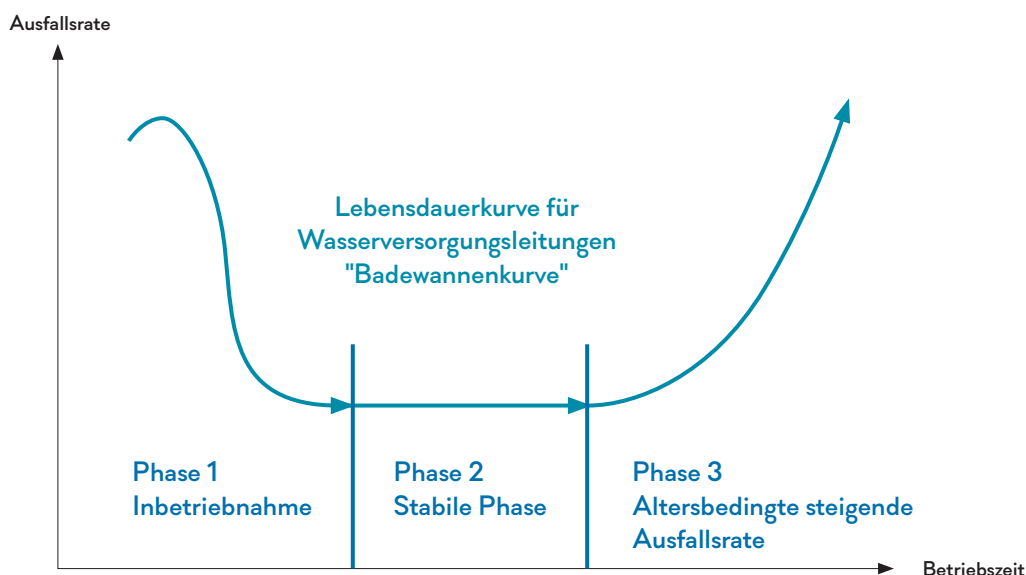 Ausfallsrate
Lebensdauerkurve für
Wasserversorgungsleitungen
"Badewannenkurve"
Phase 1
Inbetriebnahme
Phase 2
Stabile Phase
Phase 3
Altersbedingte steigende
Ausfallsrate
Betriebszeit